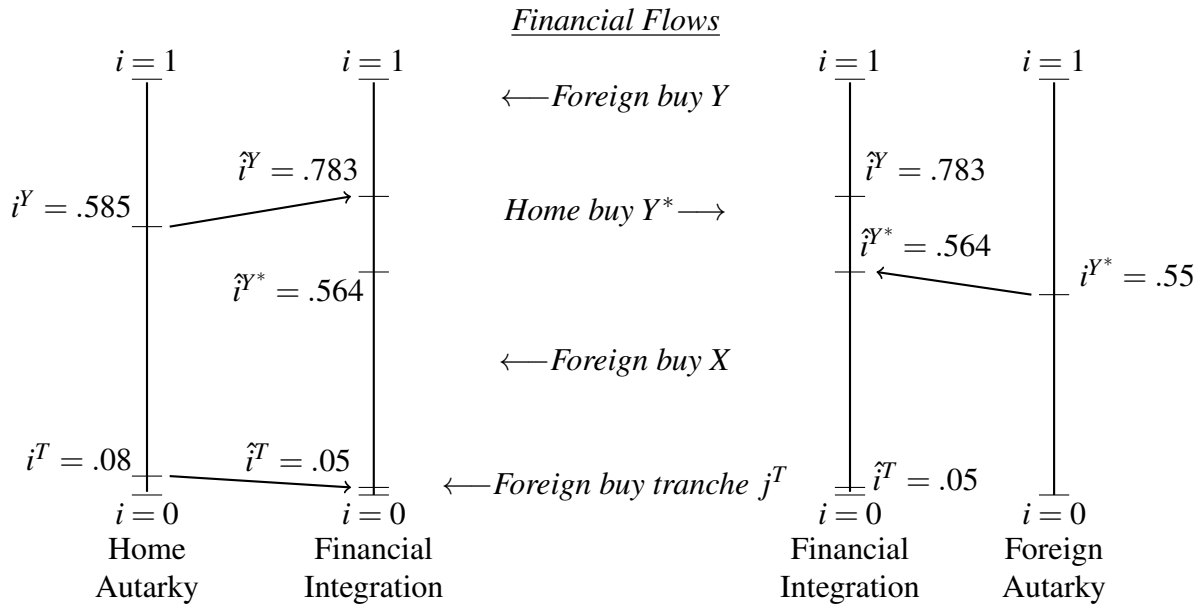 Financial Flows
i = 1 i = 1 i = 1 i = 1
←—Foreign buy Y
î^Y = .783 î^Y = .783
i^Y = .585 Home buy Y*—→
î^{Y*} = .564
î^{Y*} = .564 i^{Y*} = .55
←—Foreign buy X
i^T = .08 î^T = .05
←—Foreign buy tranche j^T î^T = .05
i = 0 i = 0 i = 0 i = 0
Home Financial Financial Foreign
Autarky Integration Integration Autarky